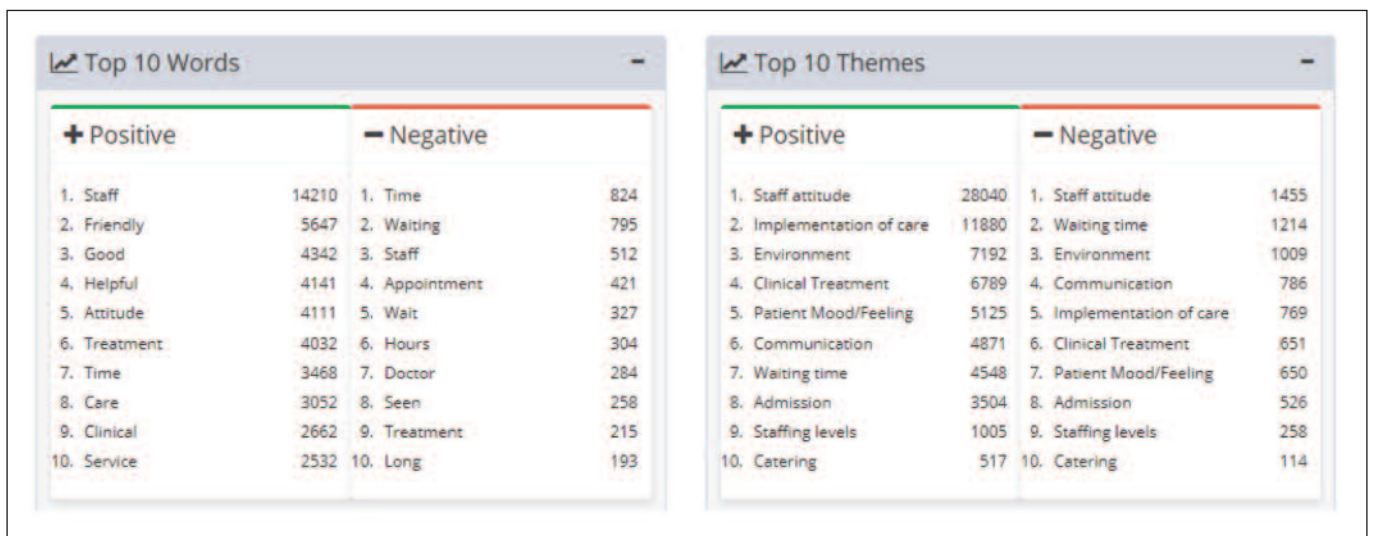 Top 10 Words
+ Positive
1. Staff 14210
2. Friendly 5647
3. Good 4342
4. Helpful 4141
5. Attitude 4111
6. Treatment 4032
7. Time 3468
8. Care 3052
9. Clinical 2662
10. Service 2532
− Negative
1. Time 824
2. Waiting 795
3. Staff 512
4. Appointment 421
5. Wait 327
6. Hours 304
7. Doctor 284
8. Seen 258
9. Treatment 215
10. Long 193
Top 10 Themes
+ Positive
1. Staff attitude 28040
2. Implementation of care 11880
3. Environment 7192
4. Clinical Treatment 6789
5. Patient Mood/Feeling 5125
6. Communication 4871
7. Waiting time 4548
8. Admission 3504
9. Staffing levels 1005
10. Catering 517
− Negative
1. Staff attitude 1455
2. Waiting time 1214
3. Environment 1009
4. Communication 786
5. Implementation of care 769
6. Clinical Treatment 651
7. Patient Mood/Feeling 650
8. Admission 526
9. Staffing levels 258
10. Catering 114